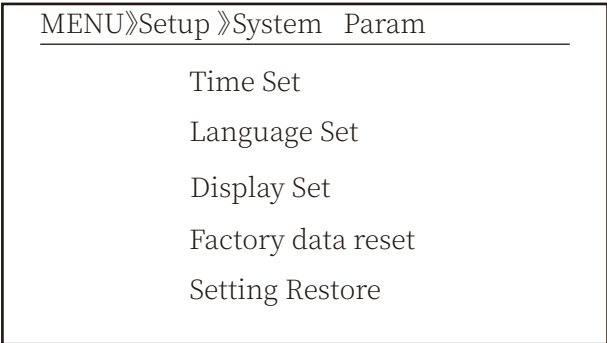 MENU》Setup 》System Param
Time Set
Language Set
Display Set
Factory data reset
Setting Restore